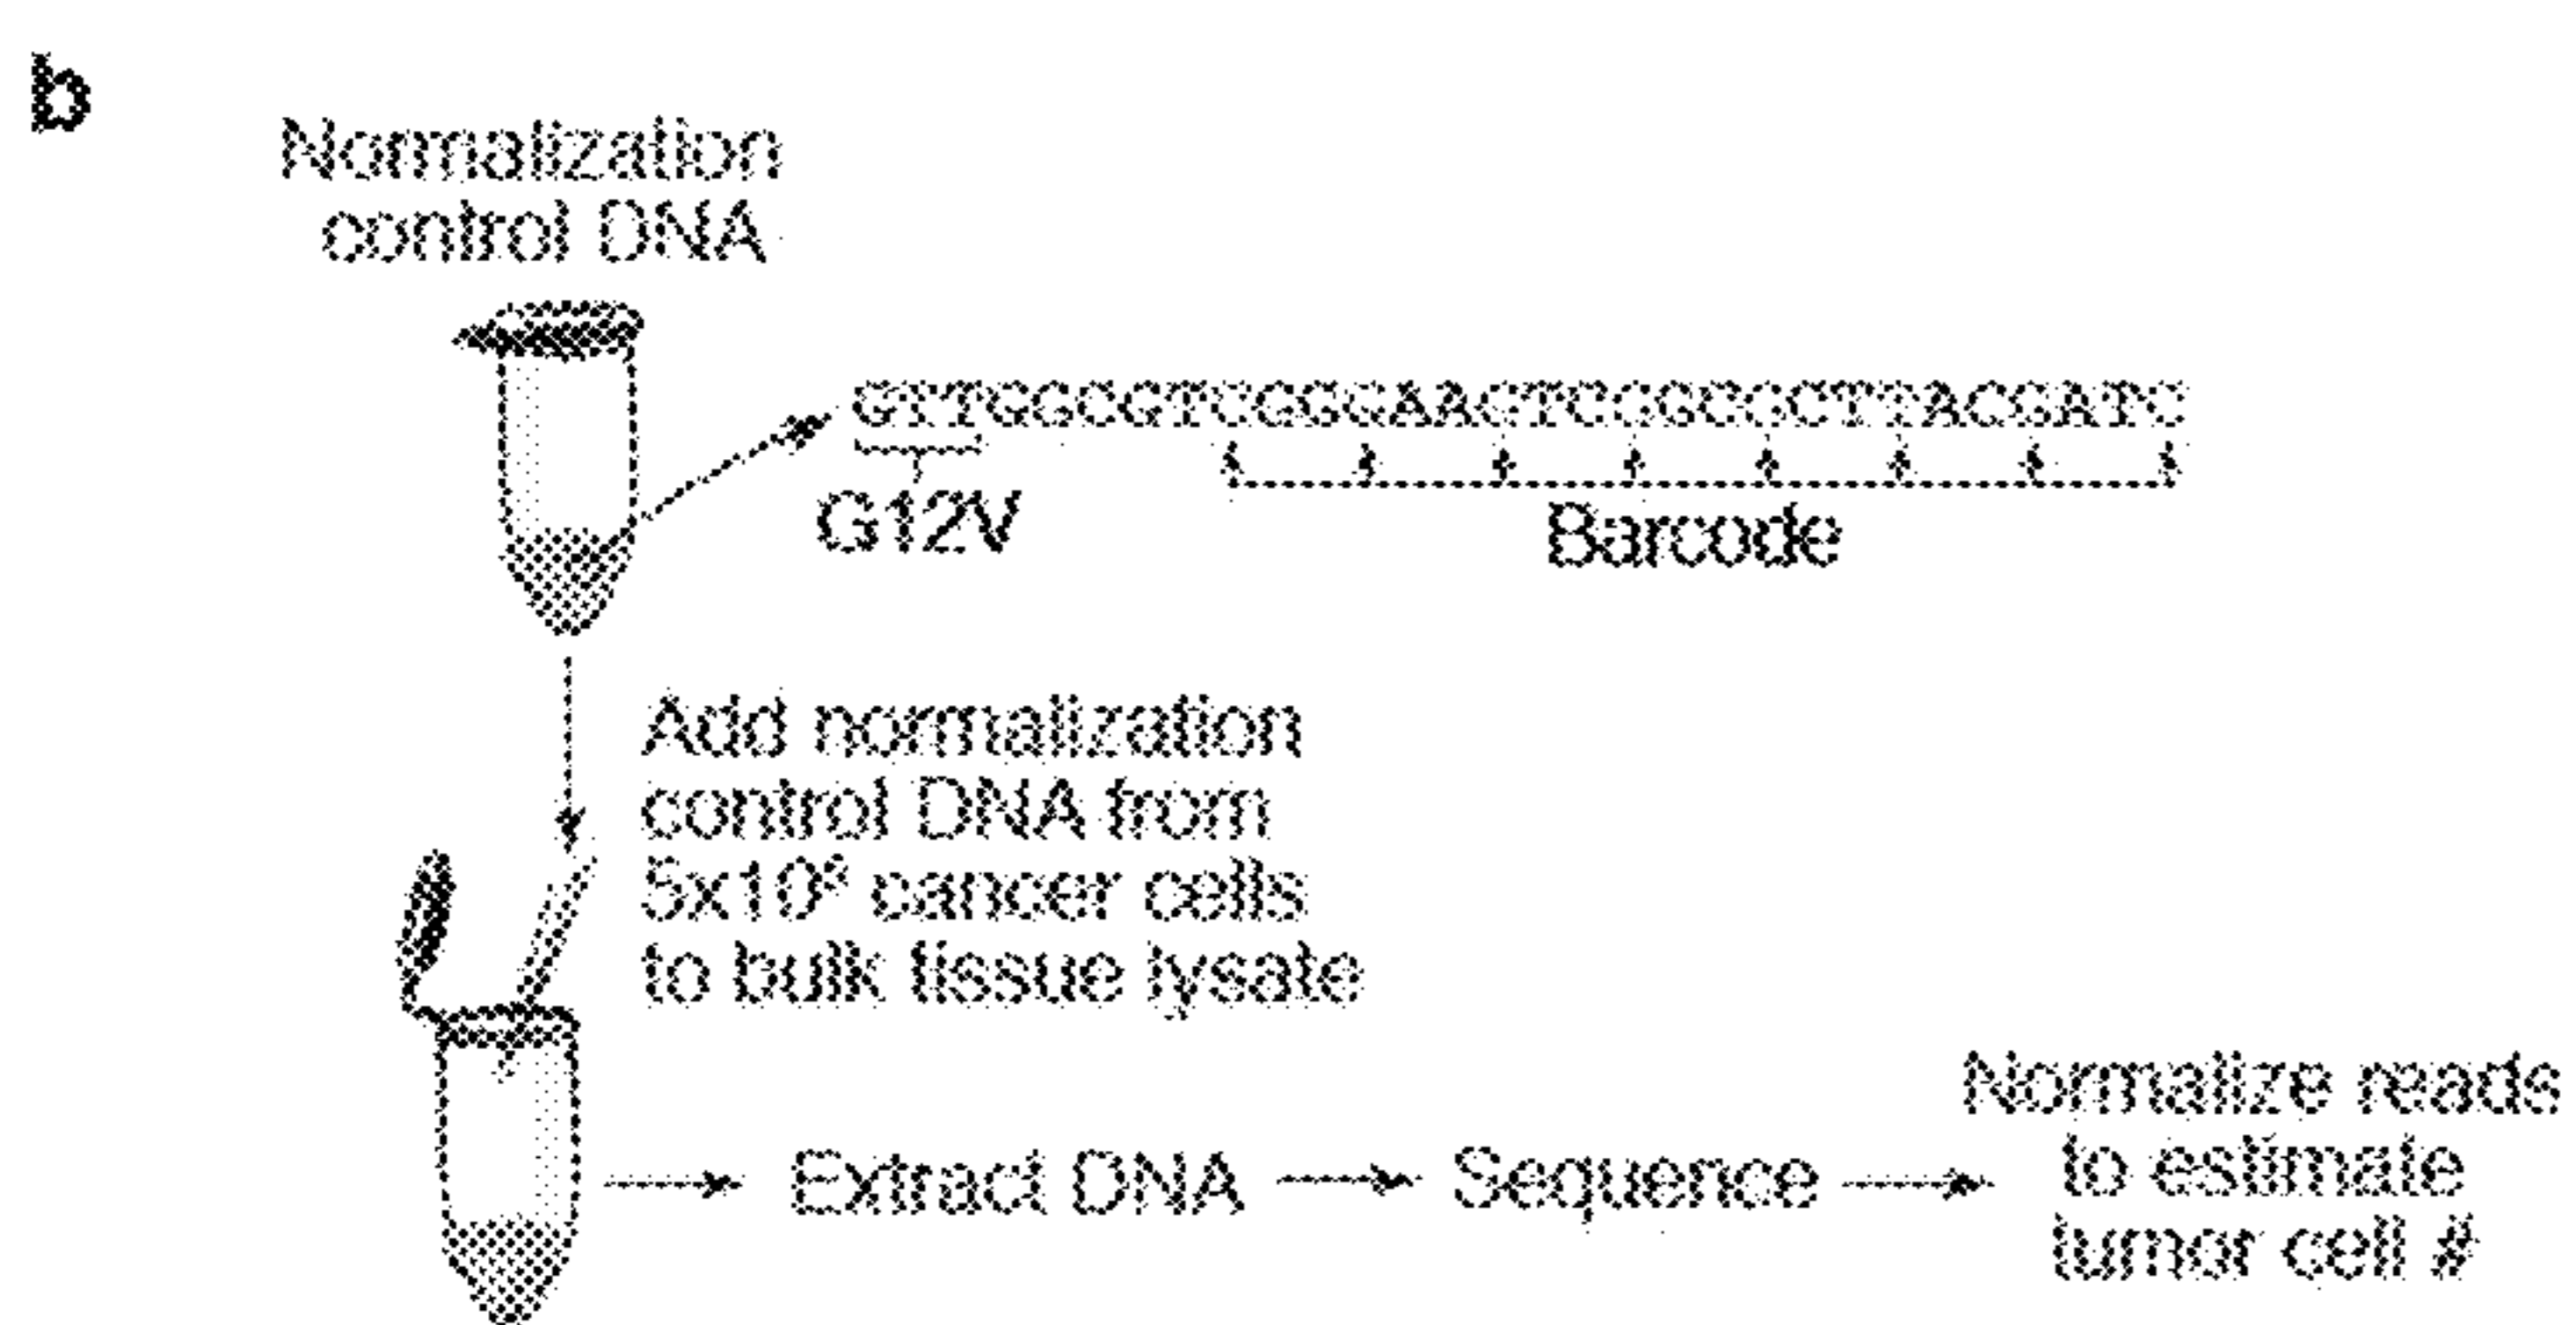 b
Normalization
control DNA
G12V
Barcode
Add normalization
control DNA from
cancer cells
to bulk tissue lysate
Extract DNA
Sequence
Normalize reads
to estimate
tumor cell #